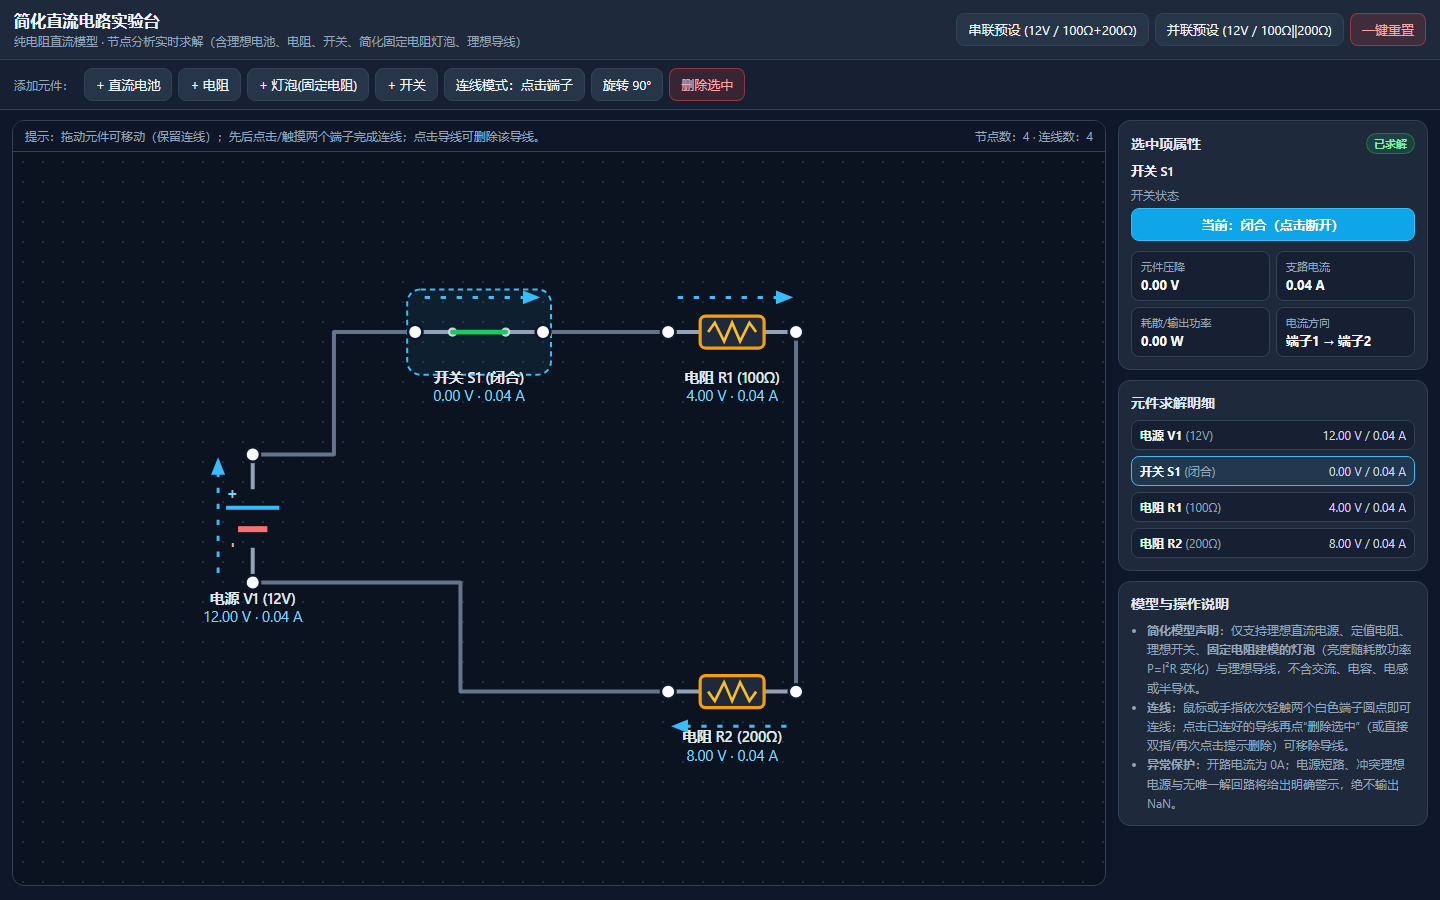 简化直流电路实验台
纯电阻直流模型 · 节点分析实时求解（含理想电池、电阻、开关、简化固定电阻灯泡、理想导线）
串联预设 (12V / 100Ω+200Ω)
并联预设 (12V / 100Ω||200Ω)
一键重置
添加元件：
+ 直流电池
+ 电阻
+ 灯泡(固定电阻)
+ 开关
连线模式：点击端子
旋转 90°
删除选中
提示：拖动元件可移动（保留连线）；先后点击/触摸两个端子完成连线；点击导线可删除该导线。
节点数：4 · 连线数：4
开关 S1 (闭合)
0.00 V · 0.04 A
电阻 R1 (100Ω)
4.00 V · 0.04 A
+
-
电源 V1 (12V)
12.00 V · 0.04 A
电阻 R2 (200Ω)
8.00 V · 0.04 A
选中项属性
已求解
开关 S1
开关状态
当前：闭合（点击断开）
元件压降
0.00 V
支路电流
0.04 A
耗散/输出功率
0.00 W
电流方向
端子1 → 端子2
元件求解明细
电源 V1 (12V)
12.00 V / 0.04 A
开关 S1 (闭合)
0.00 V / 0.04 A
电阻 R1 (100Ω)
4.00 V / 0.04 A
电阻 R2 (200Ω)
8.00 V / 0.04 A
模型与操作说明
• 简化模型声明：仅支持理想直流电源、定值电阻、
理想开关、固定电阻建模的灯泡（亮度随耗散功率
P=I²R 变化）与理想导线，不含交流、电容、电感
或半导体。
• 连线：鼠标或手指依次轻触两个白色端子圆点即可
连线；点击已连好的导线再点“删除选中”（或直接
双指/再次点击提示删除）可移除导线。
• 异常保护：开路电流为 0A；电源短路、冲突理想
电源与无唯一解回路将给出明确警示，绝不输出
NaN。